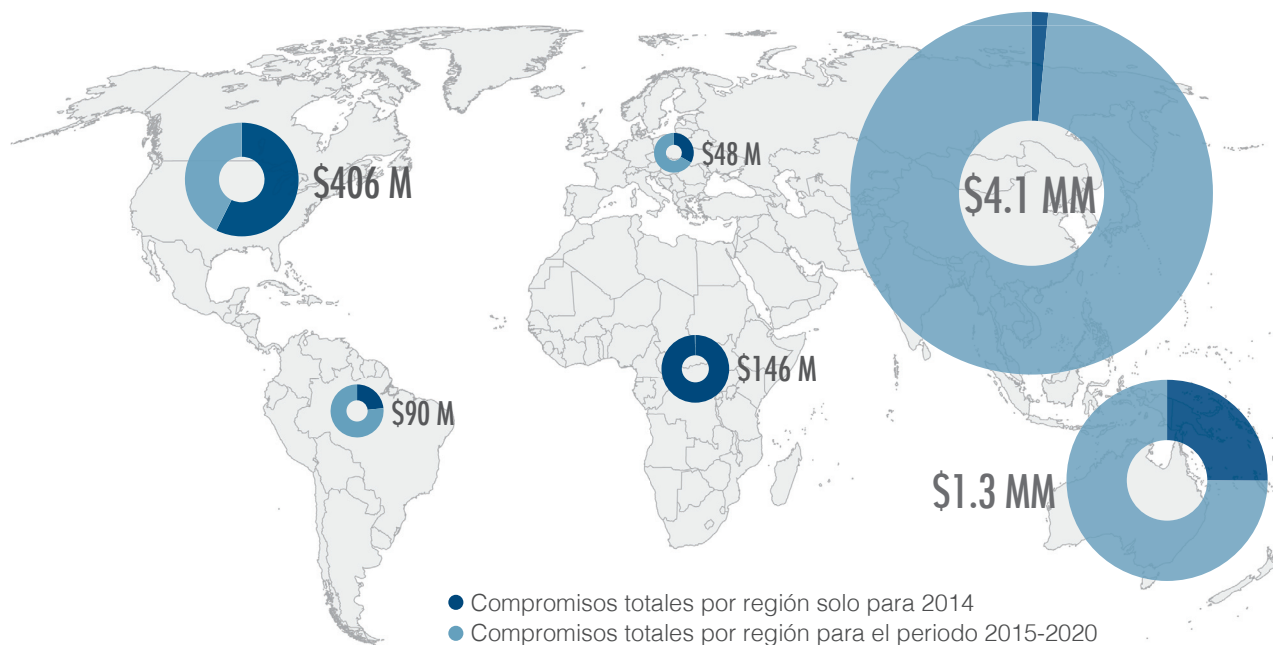 $406 M
$48 M
$4.1 MM
$146 M
$90 M
$1.3 MM
Compromisos totales por región solo para 2014
Compromisos totales por región para el periodo 2015-2020